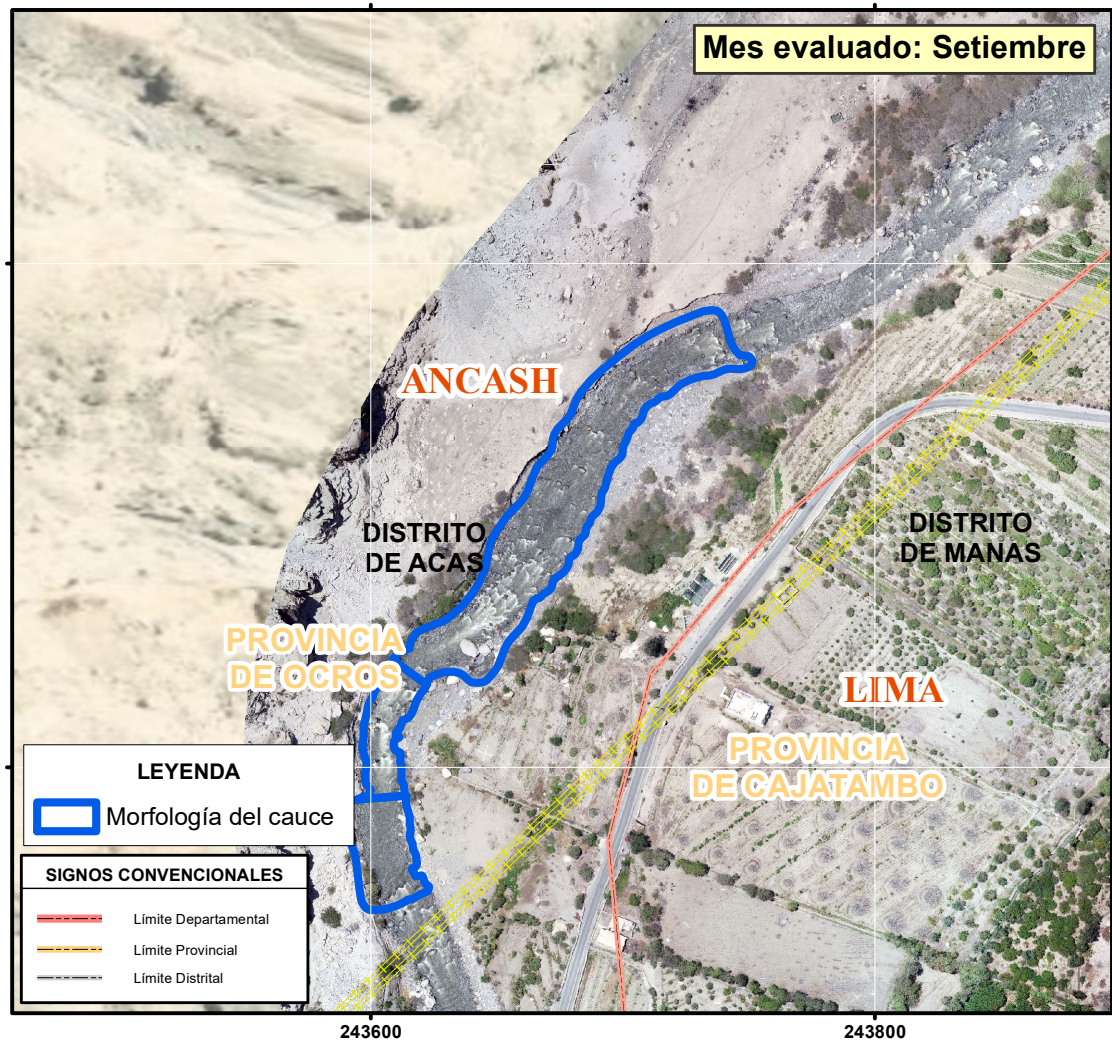 Mes evaluado: Setiembre
ANCASH
DISTRITO
DE ACAS
DISTRITO
DE MANAS
PROVINCIA
DE OCROS
LIMA
PROVINCIA
DE CAJATAMBO
LEYENDA
Morfología del cauce
SIGNOS CONVENCIONALES
Límite Departamental
Límite Provincial
Límite Distrital
243600
243800